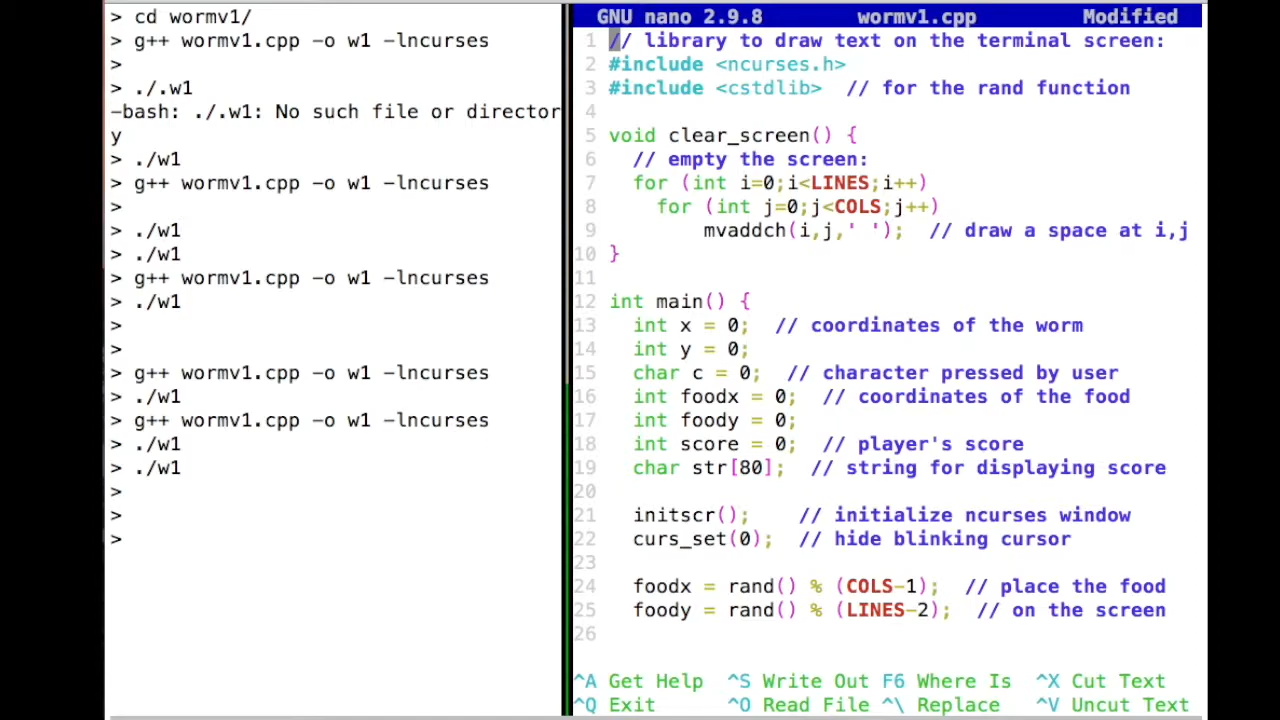 > cd wormv1/
> g++ wormv1.cpp -o w1 -lncurses
>
> ./.w1
-bash: ./.w1: No such file or director
y
> ./w1
> g++ wormv1.cpp -o w1 -lncurses
>
> ./w1
> ./w1
> g++ wormv1.cpp -o w1 -lncurses
> ./w1
>
>
> g++ wormv1.cpp -o w1 -lncurses
> ./w1
> g++ wormv1.cpp -o w1 -lncurses
> ./w1
> ./w1
>
>
>
GNU nano 2.9.8 wormv1.cpp Modified
1 // library to draw text on the terminal screen:
2 #include <ncurses.h>
3 #include <cstdlib>  // for the rand function
4
5 void clear_screen() {
6   // empty the screen:
7   for (int i=0;i<LINES;i++)
8     for (int j=0;j<COLS;j++)
9         mvaddch(i,j,' ');  // draw a space at i,j
10 }
11
12 int main() {
13   int x = 0;  // coordinates of the worm
14   int y = 0;
15   char c = 0;  // character pressed by user
16   int foodx = 0;  // coordinates of the food
17   int foody = 0;
18   int score = 0;  // player's score
19   char str[80];  // string for displaying score
20
21   initscr();    // initialize ncurses window
22   curs_set(0);  // hide blinking cursor
23
24   foodx = rand() % (COLS-1);  // place the food
25   foody = rand() % (LINES-2);  // on the screen
26
^A Get Help ^S Write Out F6 Where Is ^X Cut Text
^Q Exit ^O Read File ^\ Replace ^V Uncut Text